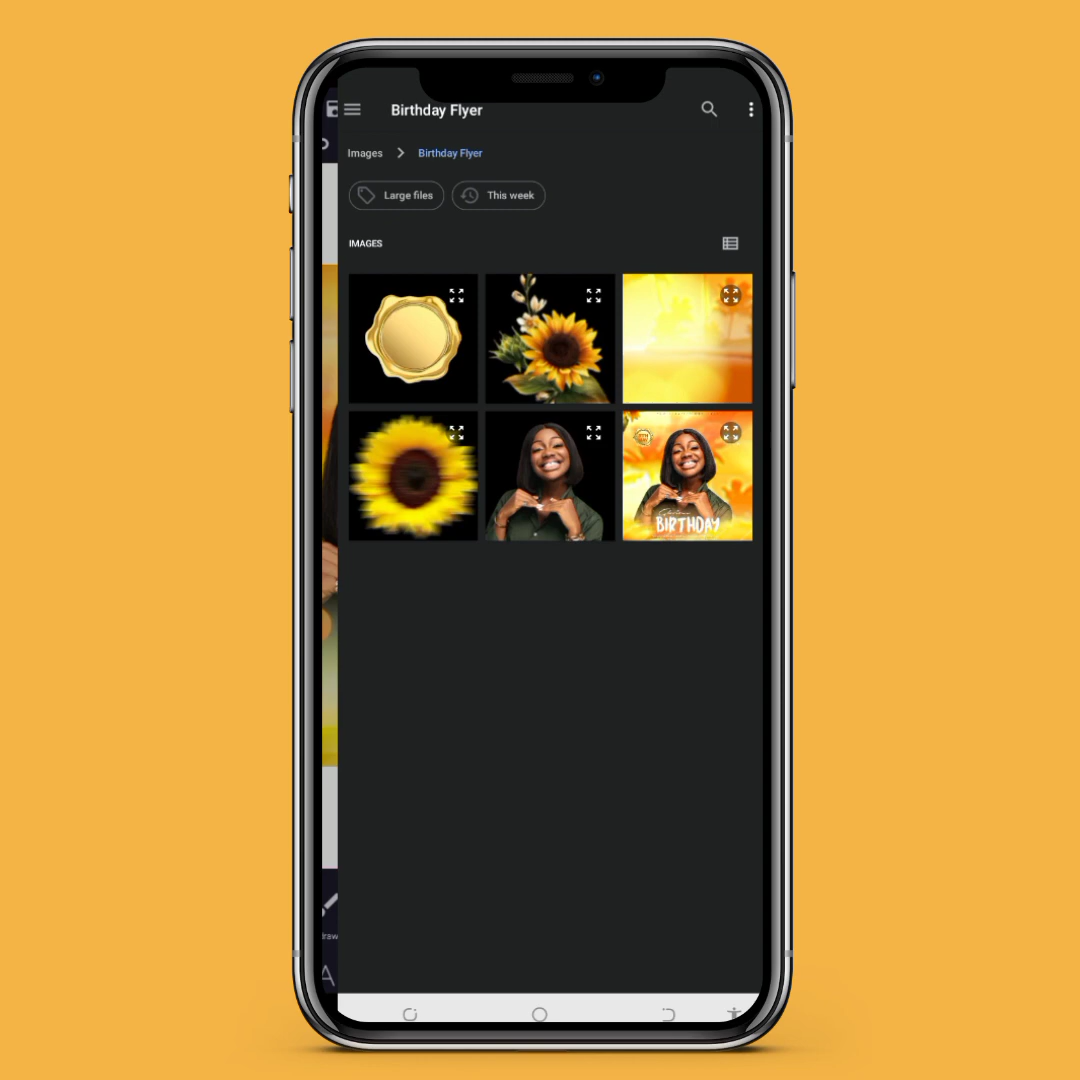 Birthday Flyer
Images > Birthday Flyer
Large files
This week
IMAGES
BIRTHDAY